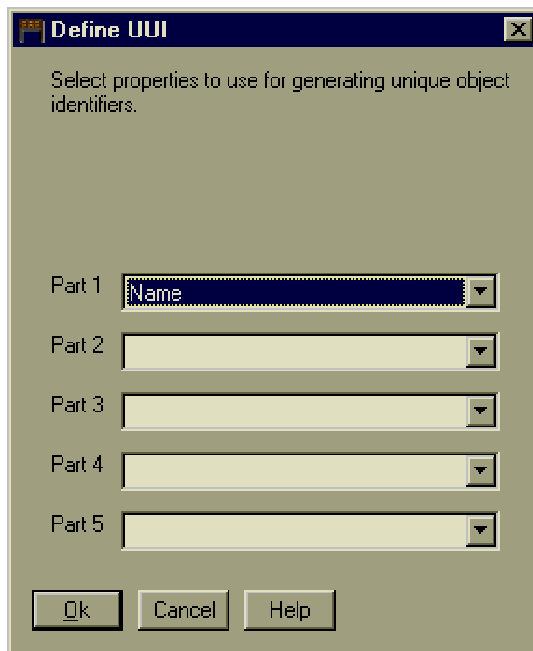 Define UUI
Select properties to use for generating unique object
identifiers.
Part 1 Name
Part 2
Part 3
Part 4
Part 5
Ok Cancel Help